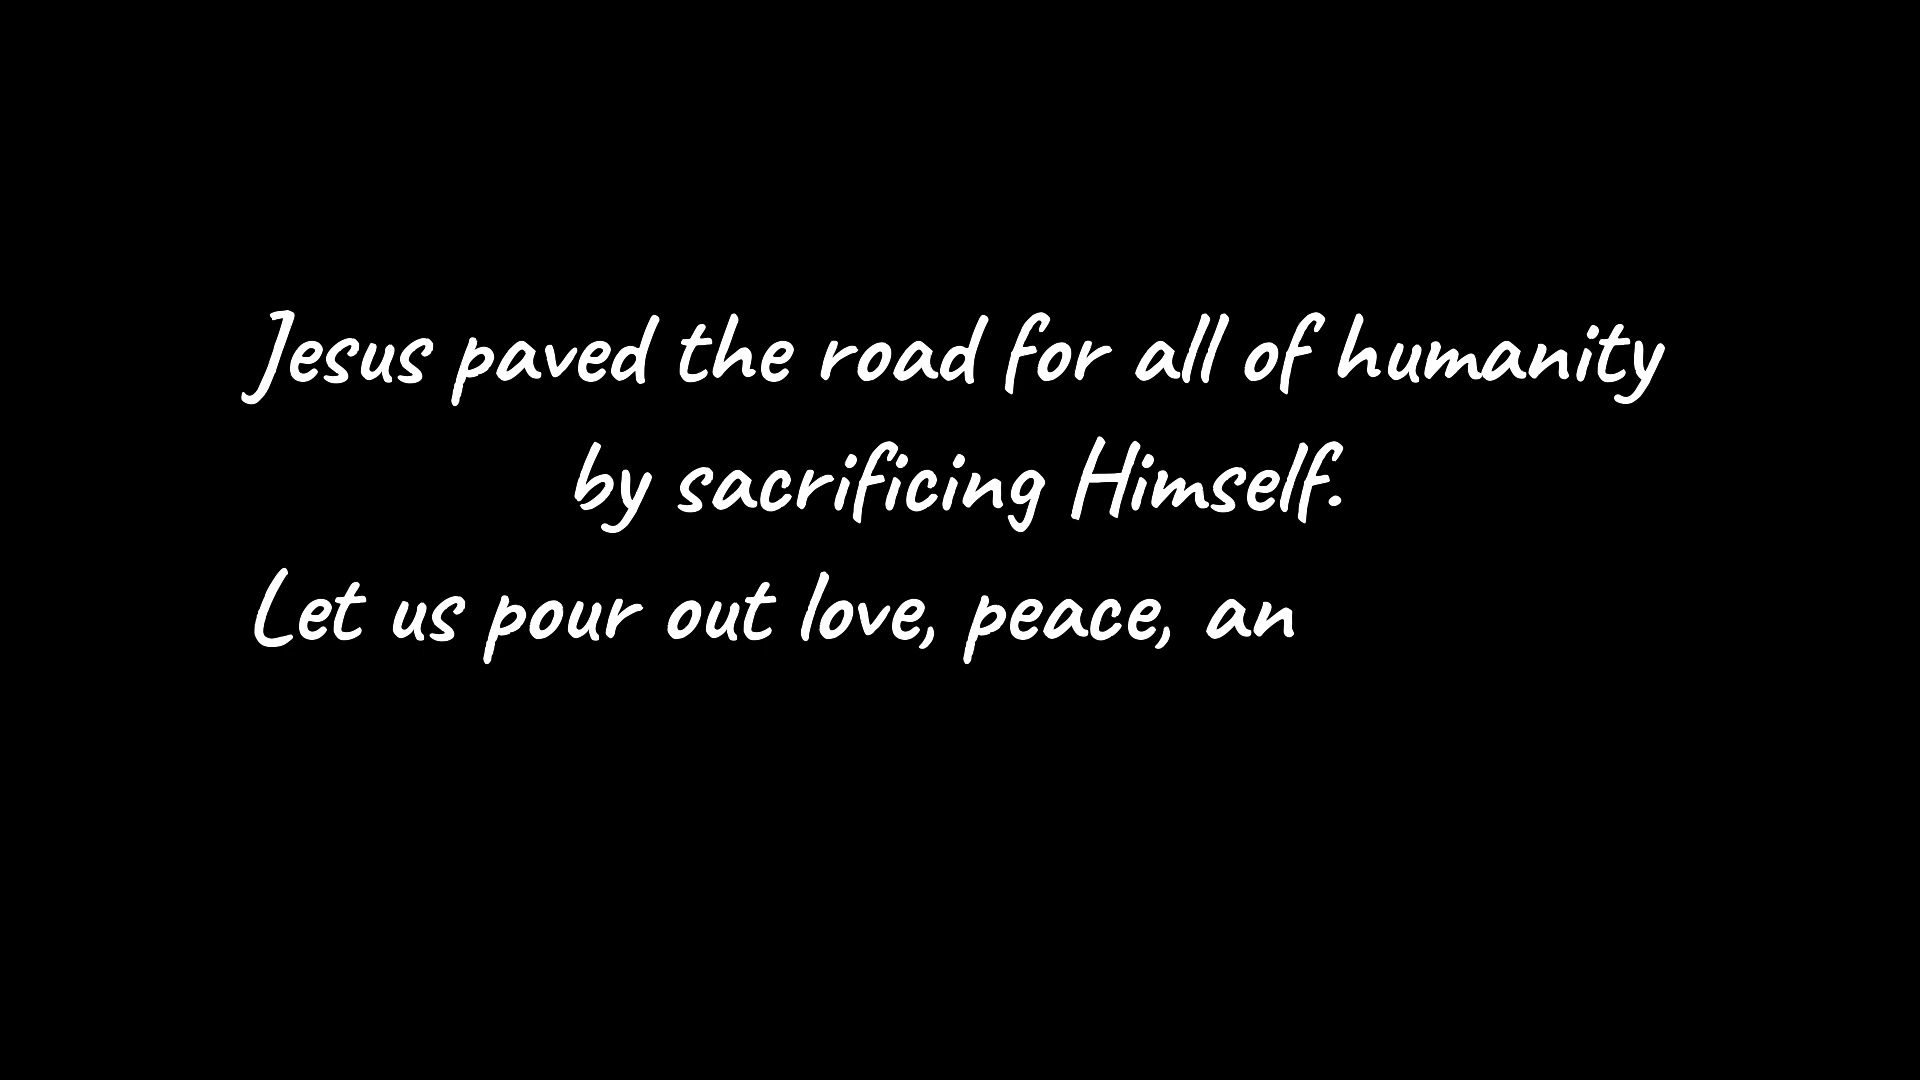 Jesus paved the road for all of humanity
by sacrificing Himself.
Let us pour out love, peace, an